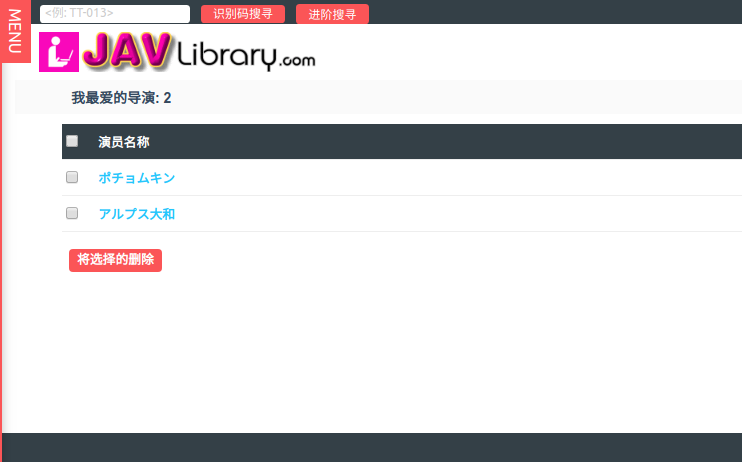 MENU
<例: TT-013>
识别码搜寻
进阶搜寻
JAVLibrary.com
我最爱的导演: 2
演员名称
ポチョムキン
アルプス大和
将选择的删除